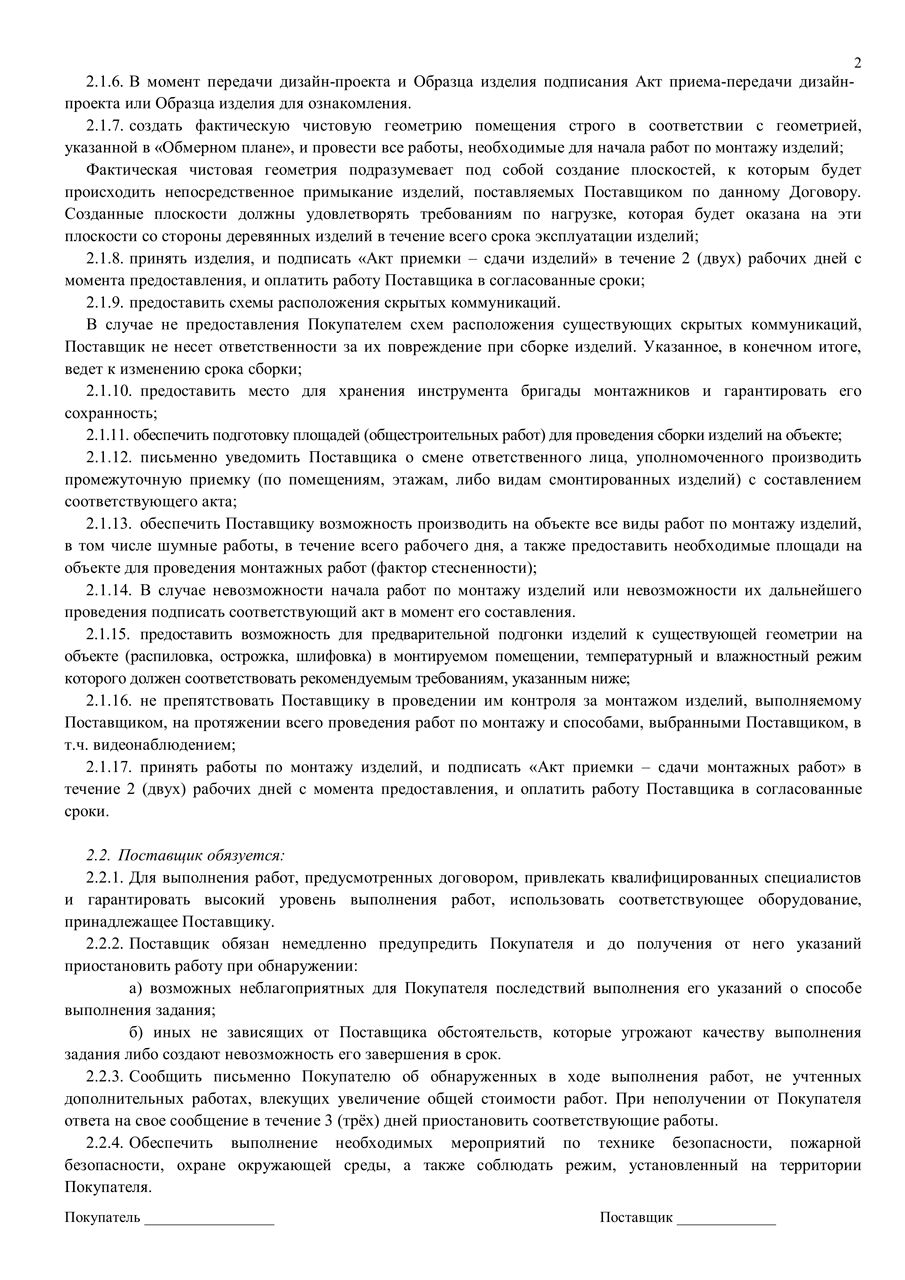 2
2.1.6. В момент передачи дизайн-проекта и Образца изделия подписания Акт приема-передачи дизайн-
проекта или Образца изделия для ознакомления.
2.1.7. создать фактическую чистовую геометрию помещения строго в соответствии с геометрией,
указанной в «Обмерном плане», и провести все работы, необходимые для начала работ по монтажу изделий;
Фактическая чистовая геометрия подразумевает под собой создание плоскостей, к которым будет
происходить непосредственное примыкание изделий, поставляемых Поставщиком по данному Договору.
Созданные плоскости должны удовлетворять требованиям по нагрузке, которая будет оказана на эти
плоскости со стороны деревянных изделий в течение всего срока эксплуатации изделий;
2.1.8. принять изделия, и подписать «Акт приемки – сдачи изделий» в течение 2 (двух) рабочих дней с
момента предоставления, и оплатить работу Поставщика в согласованные сроки;
2.1.9. предоставить схемы расположения скрытых коммуникаций.
В случае не предоставления Покупателем схем расположения существующих скрытых коммуникаций,
Поставщик не несет ответственности за их повреждение при сборке изделий. Указанное, в конечном итоге,
ведет к изменению срока сборки;
2.1.10. предоставить место для хранения инструмента бригады монтажников и гарантировать его
сохранность;
2.1.11. обеспечить подготовку площадей (общестроительных работ) для проведения сборки изделий на объекте;
2.1.12. письменно уведомить Поставщика о смене ответственного лица, уполномоченного производить
промежуточную приемку (по помещениям, этажам, либо видам смонтированных изделий) с составлением
соответствующего акта;
2.1.13. обеспечить Поставщику возможность производить на объекте все виды работ по монтажу изделий,
в том числе шумные работы, в течение всего рабочего дня, а также предоставить необходимые площади на
объекте для проведения монтажных работ (фактор стесненности);
2.1.14. В случае невозможности начала работ по монтажу изделий или невозможности их дальнейшего
проведения подписать соответствующий акт в момент его составления.
2.1.15. предоставить возможность для предварительной подгонки изделий к существующей геометрии на
объекте (распиловка, острожка, шлифовка) в монтируемом помещении, температурный и влажностный режим
которого должен соответствовать рекомендуемым требованиям, указанным ниже;
2.1.16. не препятствовать Поставщику в проведении им контроля за монтажом изделий, выполняемому
Поставщиком, на протяжении всего проведения работ по монтажу и способами, выбранными Поставщиком, в
т.ч. видеонаблюдением;
2.1.17. принять работы по монтажу изделий, и подписать «Акт приемки – сдачи монтажных работ» в
течение 2 (двух) рабочих дней с момента предоставления, и оплатить работу Поставщика в согласованные
сроки.
2.2. Поставщик обязуется:
2.2.1. Для выполнения работ, предусмотренных договором, привлекать квалифицированных специалистов
и гарантировать высокий уровень выполнения работ, использовать соответствующее оборудование,
принадлежащее Поставщику.
2.2.2. Поставщик обязан немедленно предупредить Покупателя и до получения от него указаний
приостановить работу при обнаружении:
а) возможных неблагоприятных для Покупателя последствий выполнения его указаний о способе
выполнения задания;
б) иных не зависящих от Поставщика обстоятельств, которые угрожают качеству выполнения
задания либо создают невозможность его завершения в срок.
2.2.3. Сообщить письменно Покупателю об обнаруженных в ходе выполнения работ, не учтенных
дополнительных работах, влекущих увеличение общей стоимости работ. При неполучении от Покупателя
ответа на свое сообщение в течение 3 (трёх) дней приостановить соответствующие работы.
2.2.4. Обеспечить выполнение необходимых мероприятий по технике безопасности, пожарной
безопасности, охране окружающей среды, а также соблюдать режим, установленный на территории
Покупателя.
Покупатель _________________ Поставщик _____________